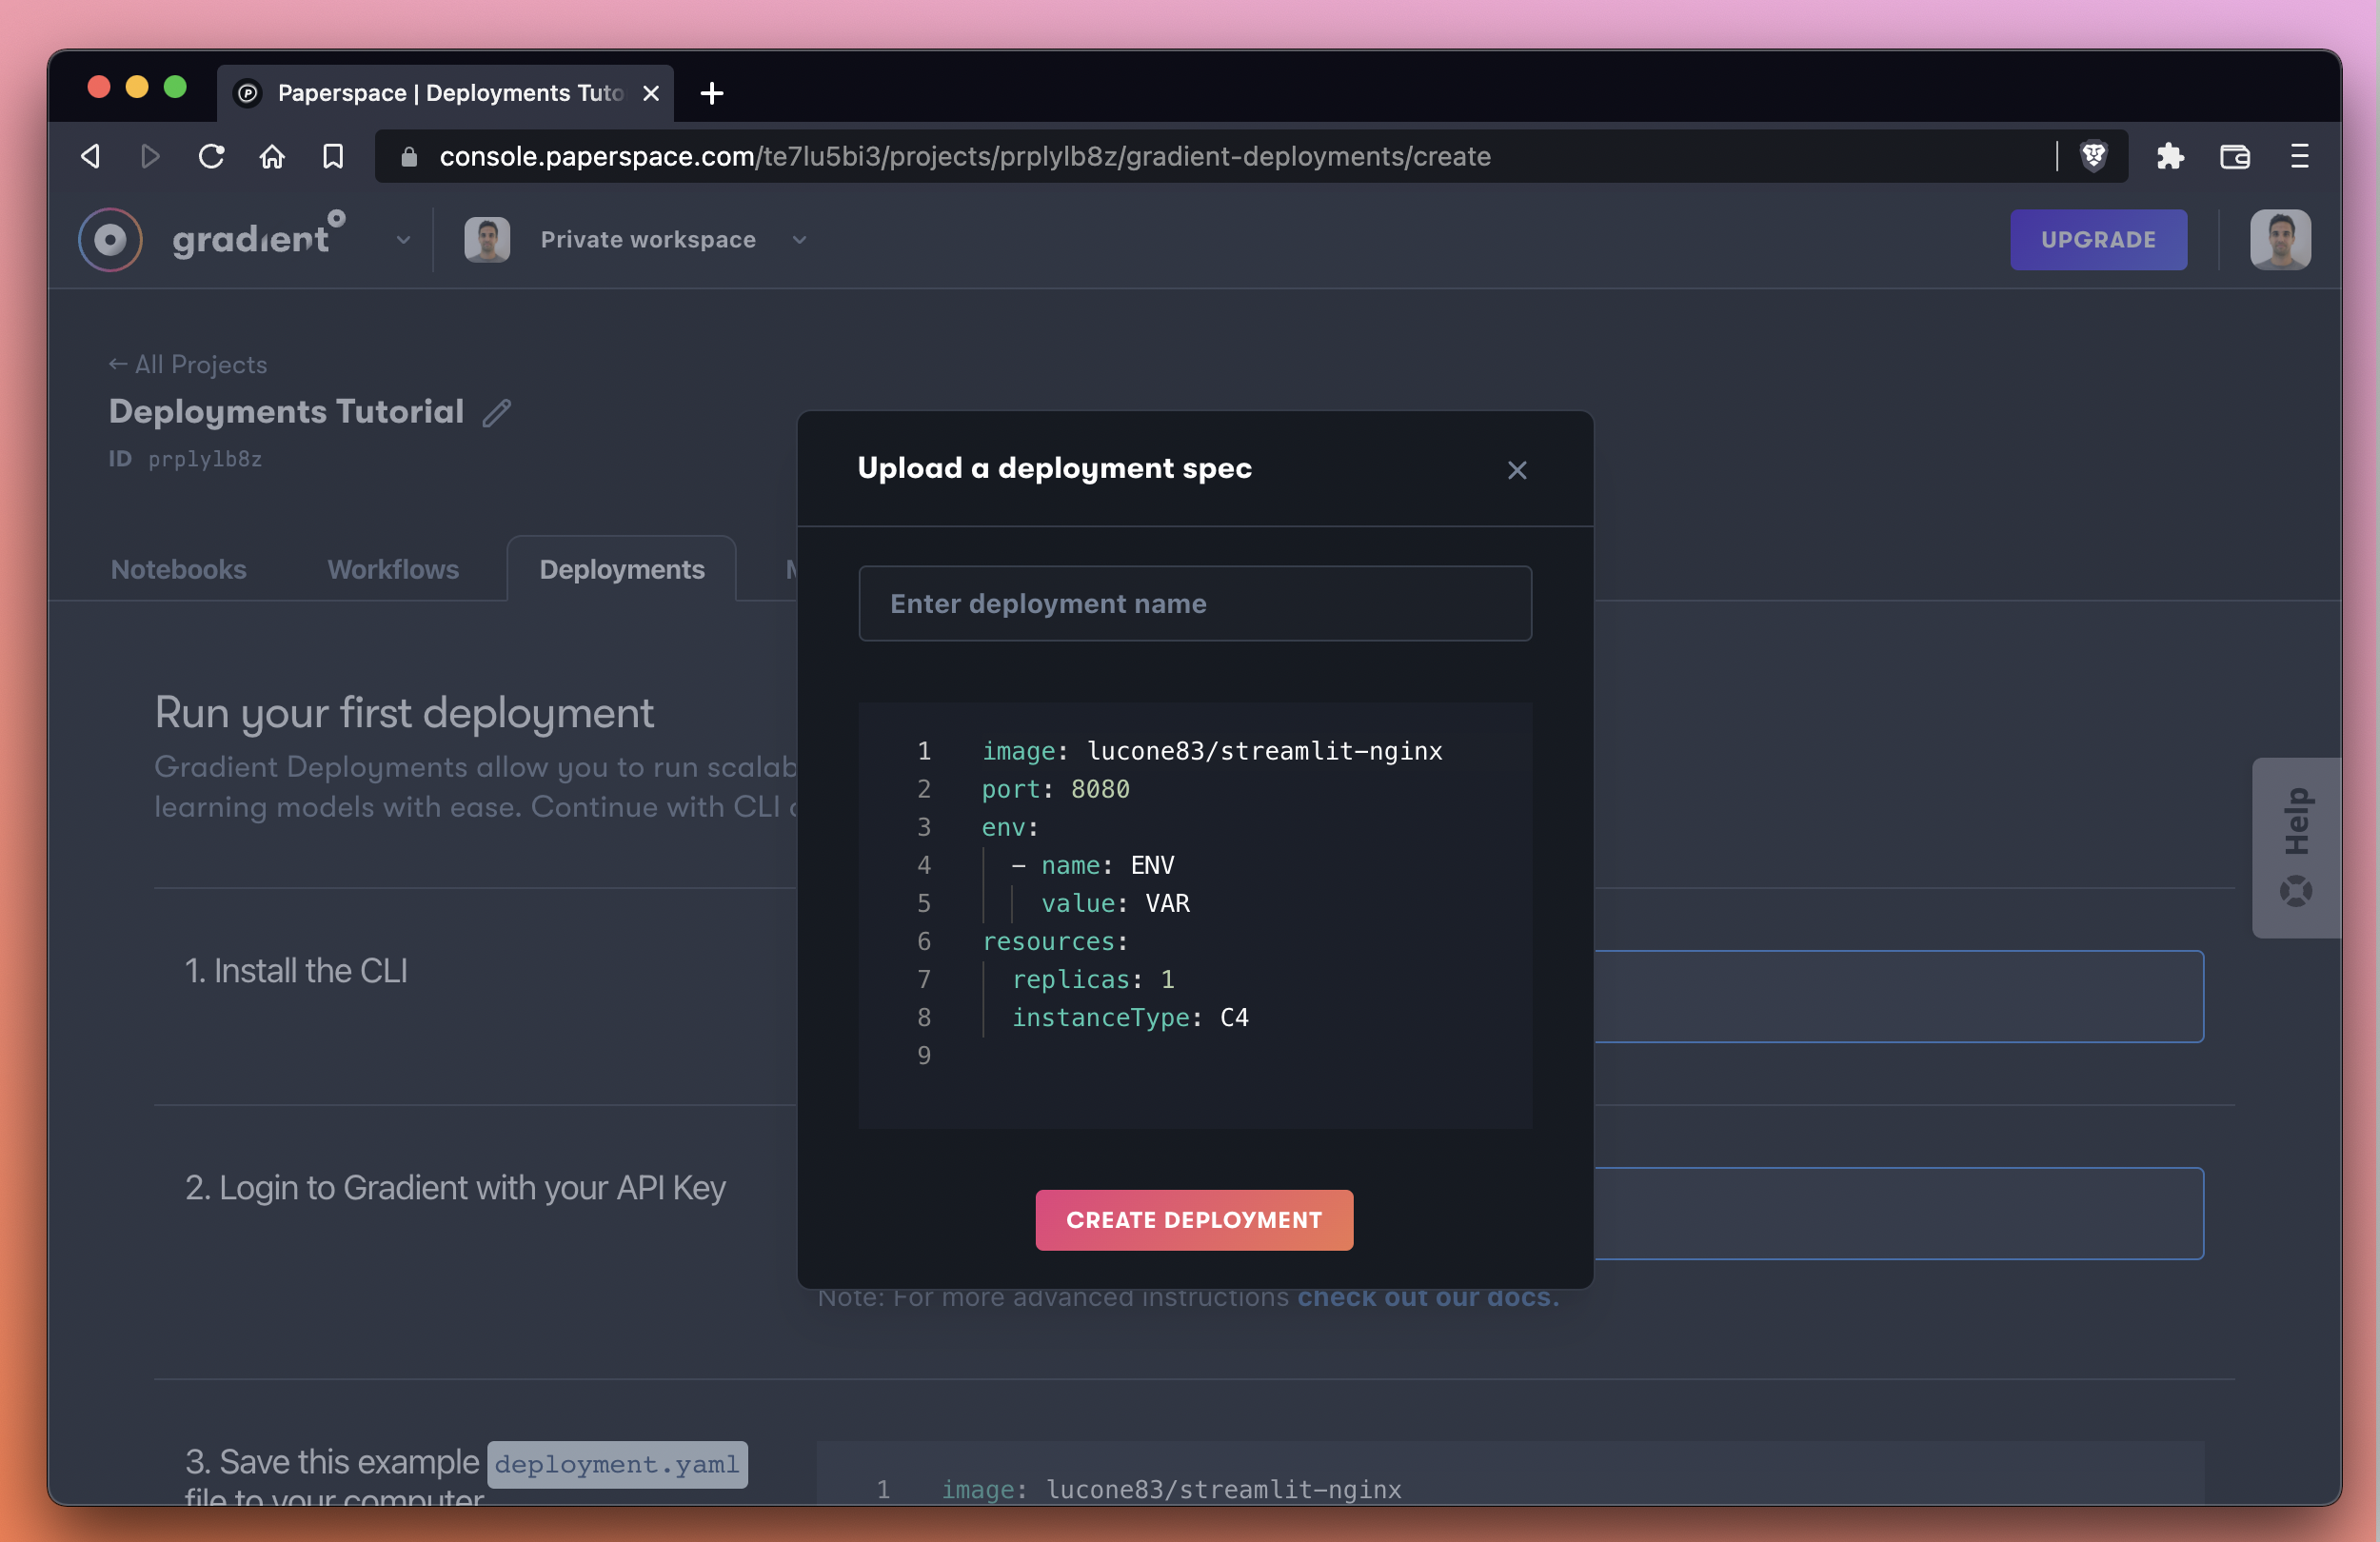 Paperspace | Deployments Tuto
console.paperspace.com/te7lu5bi3/projects/prplylb8z/gradient-deployments/create
gradient
Private workspace
UPGRADE
← All Projects
Deployments Tutorial
ID prplylb8z
Notebooks
Workflows
Deployments
Run your first deployment
Gradient Deployments allow you to run scalab
learning models with ease. Continue with CLI
1. Install the CLI
2. Login to Gradient with your API Key
Note: For more advanced instructions check out our docs.
3. Save this example deployment.yaml
file to your computer
1 image: lucone83/streamlit-nginx
Upload a deployment spec
Enter deployment name
1 image: lucone83/streamlit-nginx
2 port: 8080
3 env:
4 - name: ENV
5 value: VAR
6 resources:
7 replicas: 1
8 instanceType: C4
9
CREATE DEPLOYMENT
Help